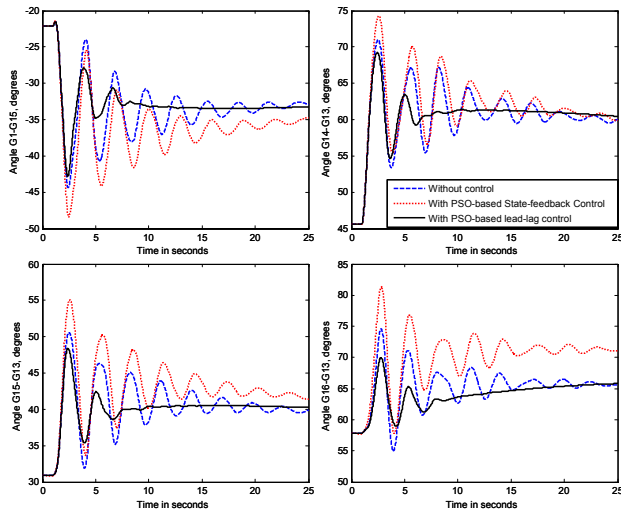 -20
-25
-30
-35
-40
-45
-50
0 5 10 15 20 25
Angle G1-G15, degrees
Time in seconds
75
70
65
60
55
50
45
0 5 10 15 20 25
Angle G14-G13, degrees
Time in seconds
Without control
With PSO-based State-feedback Control
With PSO-based lead-lag control
60
55
50
45
40
35
30
0 5 10 15 20 25
Angle G15-G13, degrees
Time in seconds
85
80
75
70
65
60
55
50
0 5 10 15 20 25
Angle G16-G13, degrees
Time in seconds